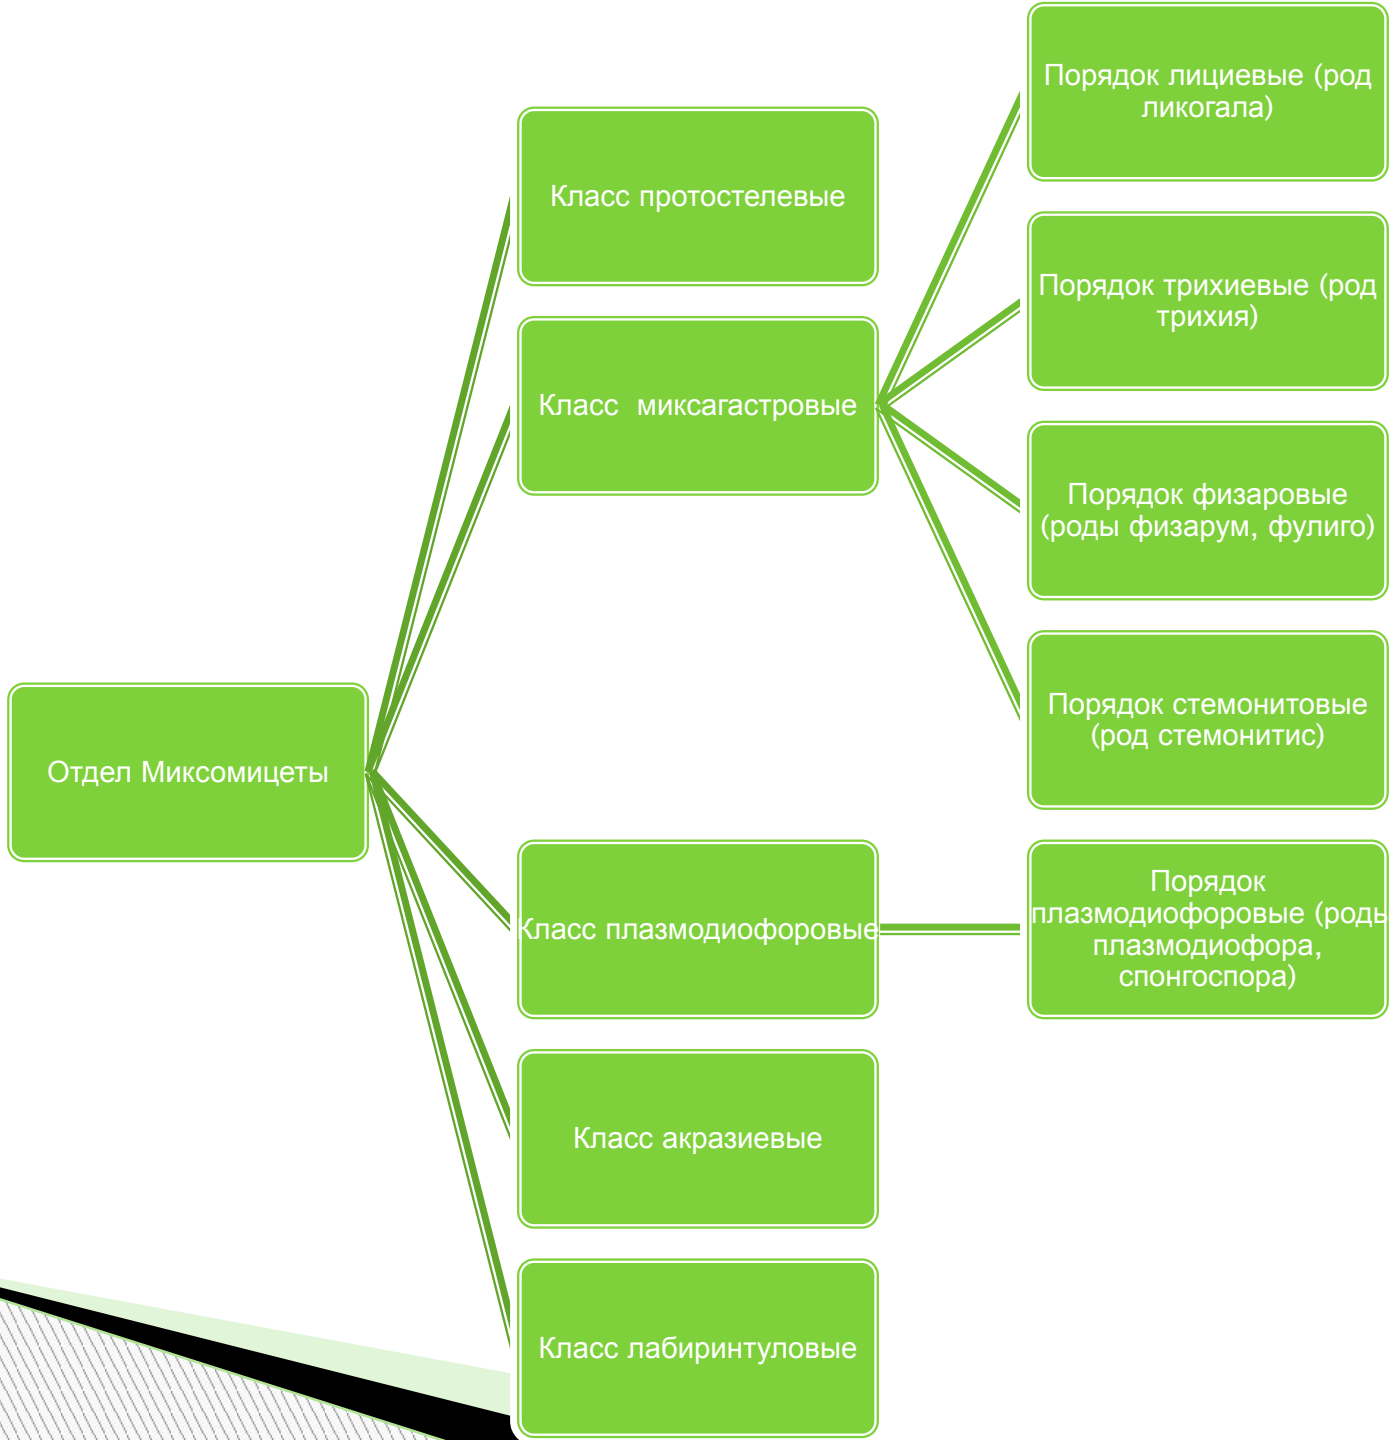 Отдел Миксомицеты
Класс протостелевые
Класс  миксагастровые
Порядок лициевые (род
ликогала)
Порядок трихиевые (род
трихия)
Порядок физаровые
(роды физарум, фулиго)
Порядок стемонитовые
(род стемонитис)
Класс плазмодиофоровые
Порядок
плазмодиофоровые (роды
плазмодиофора,
спонгоспора)
Класс акразиевые
Класс лабиринтуловые